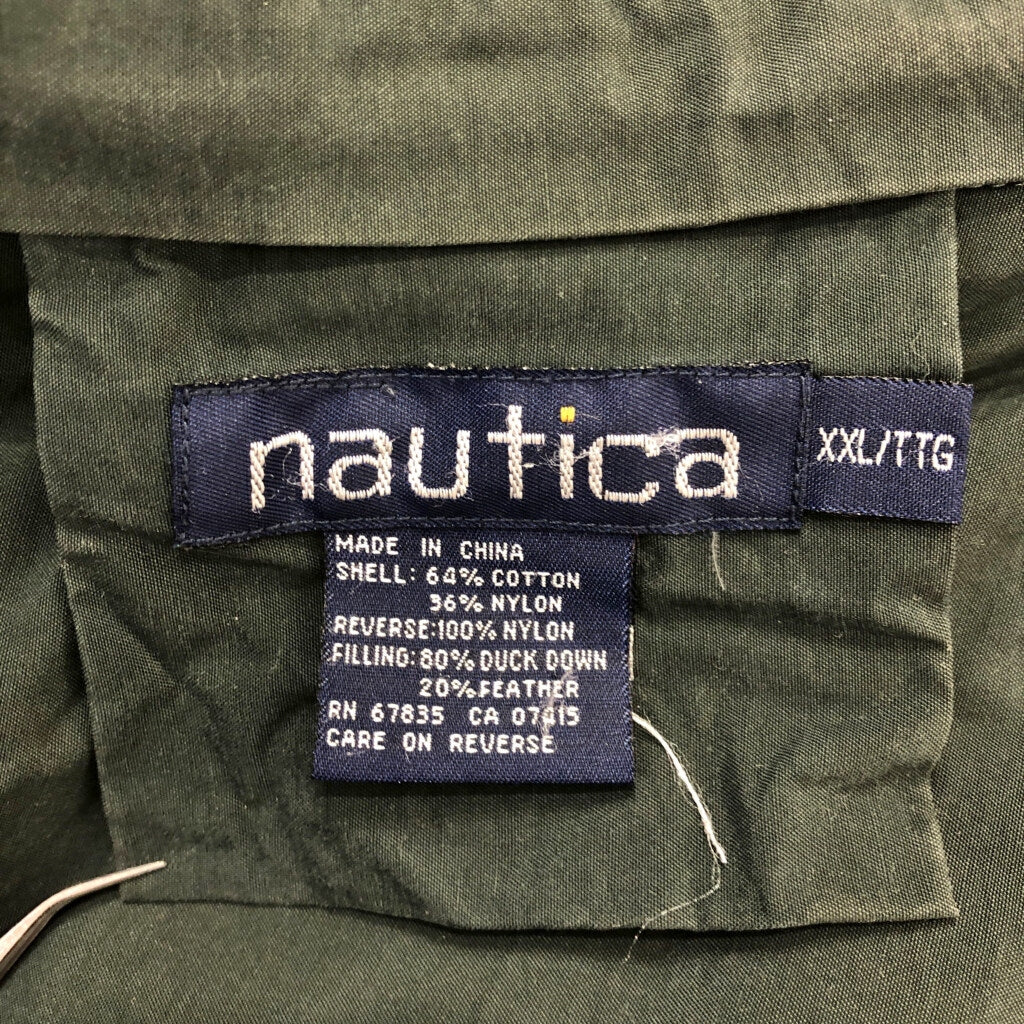 nautica
XXL/TTG
MADE IN CHINA
SHELL: 64% COTTON
36% NYLON
REVERSE:100% NYLON
FILLING:80% DUCK DOWN
20%FEATHER
RN 67835 CA
CARE ON REVERSE